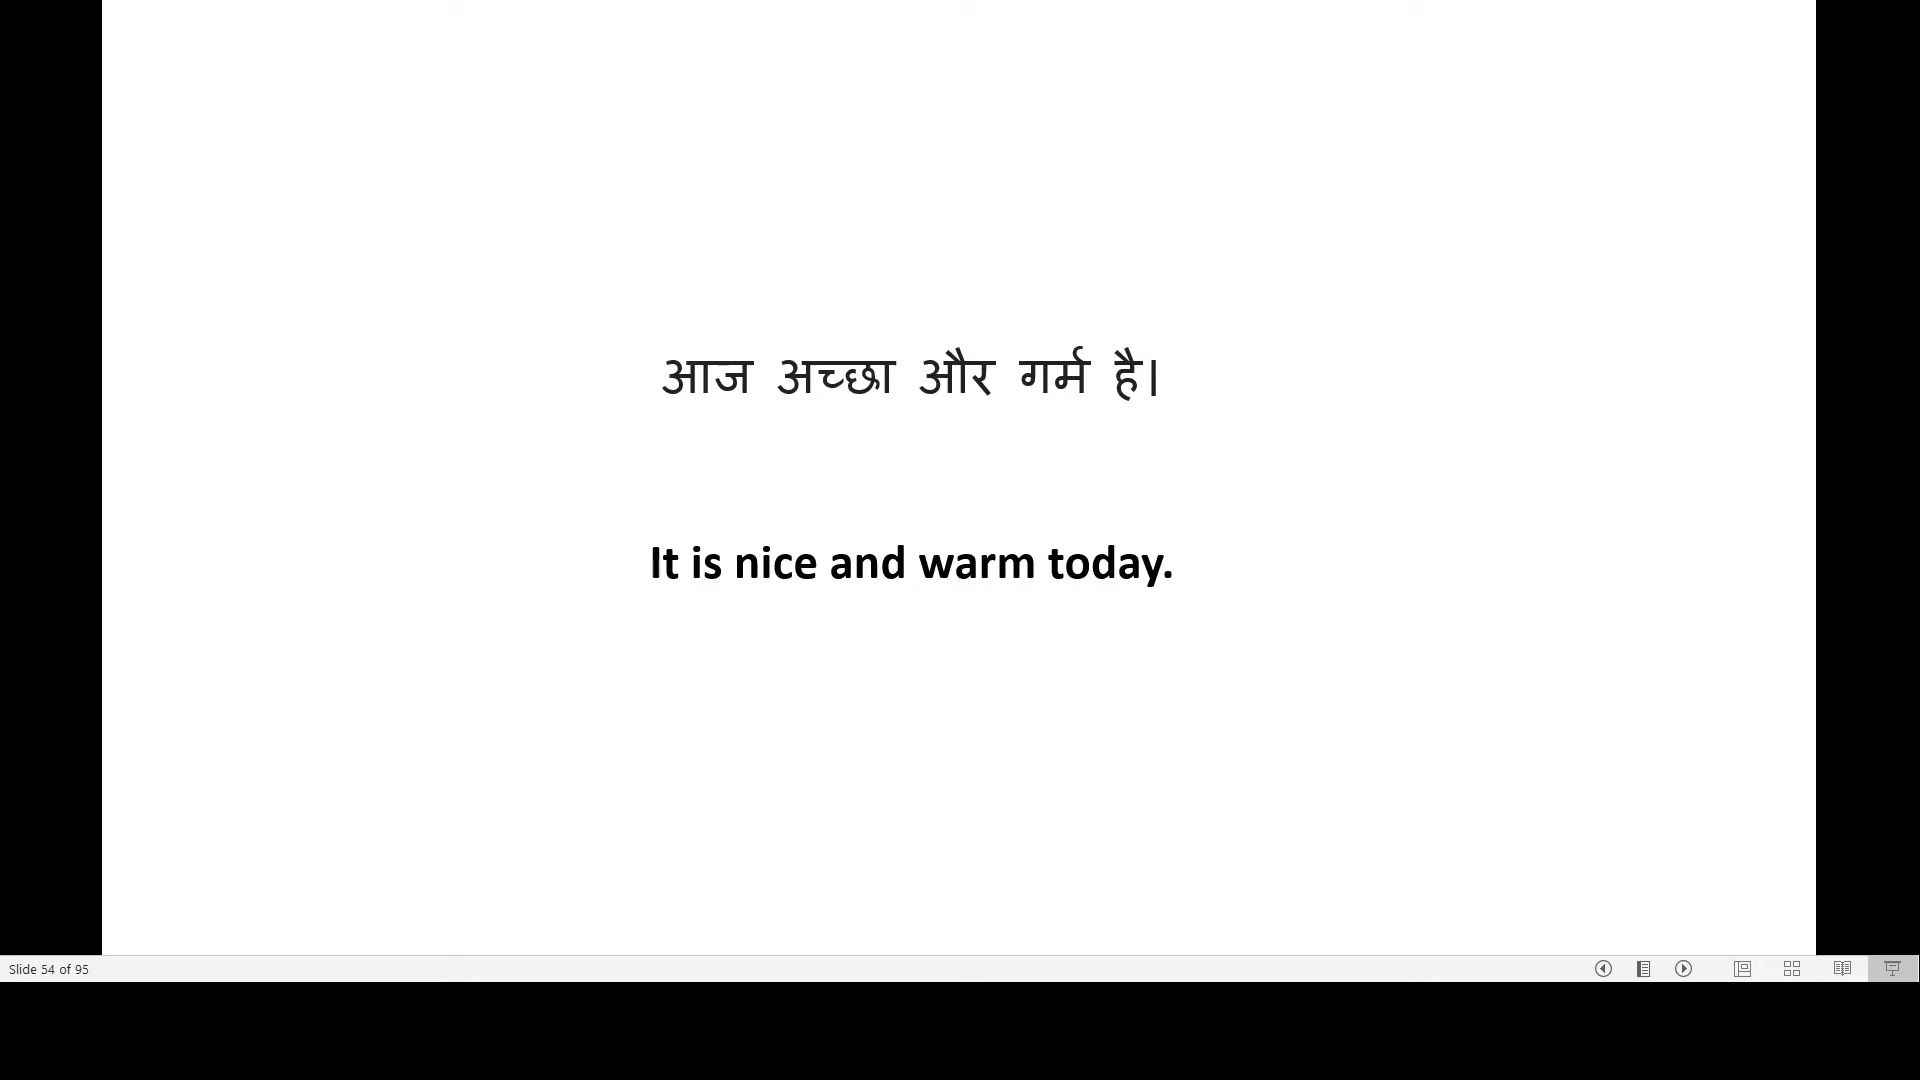 आज अच्छा और गर्म है।
It is nice and warm today.
Slide 54 of 95